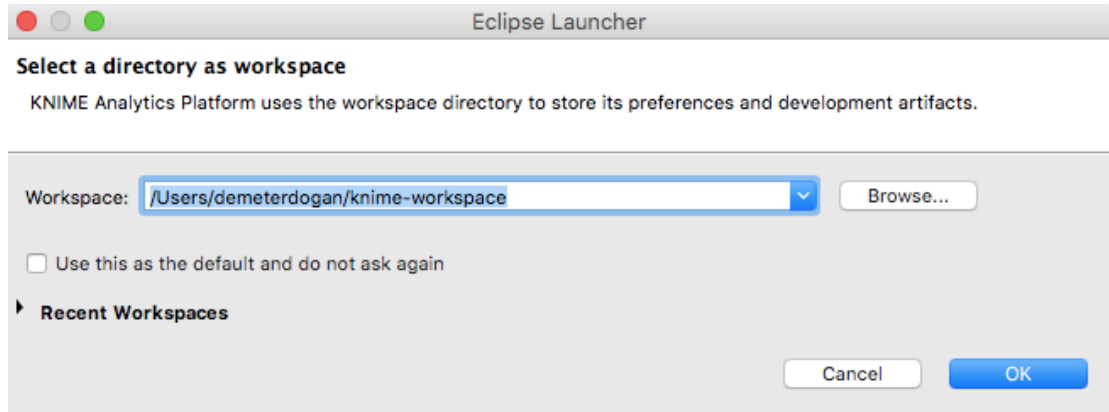 Eclipse Launcher
Select a directory as workspace
KNIME Analytics Platform uses the workspace directory to store its preferences and development artifacts.
Workspace: /Users/demeterdogan/knime-workspace Browse...
Use this as the default and do not ask again
Recent Workspaces
Cancel OK